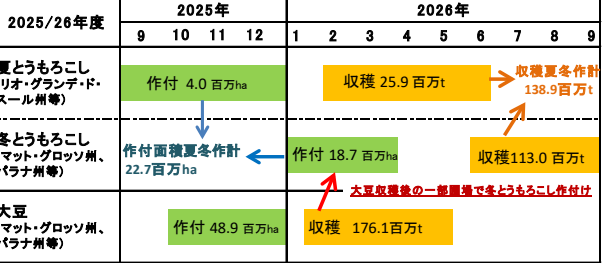 2025/26年度
2025年
2026年
9 10 11 12 1 2 3 4 5 6 7 8 9
夏とうもろこし
リオ・グランデ・ド・
スール州等)
作付 4.0 百万ha
収穫 25.9 百万t
収穫夏冬作計
138.9百万t
冬とうもろこし
マット・グロッソ州、
パラナ州等)
作付面積夏冬作計
22.7百万ha
作付 18.7 百万ha
収穫113.0 百万t
大豆収穫後の一部圃場で冬とうもろこし作付け
大豆
マット・グロッソ州、
パラナ州等)
作付 48.9 百万ha
収穫 176.1百万t